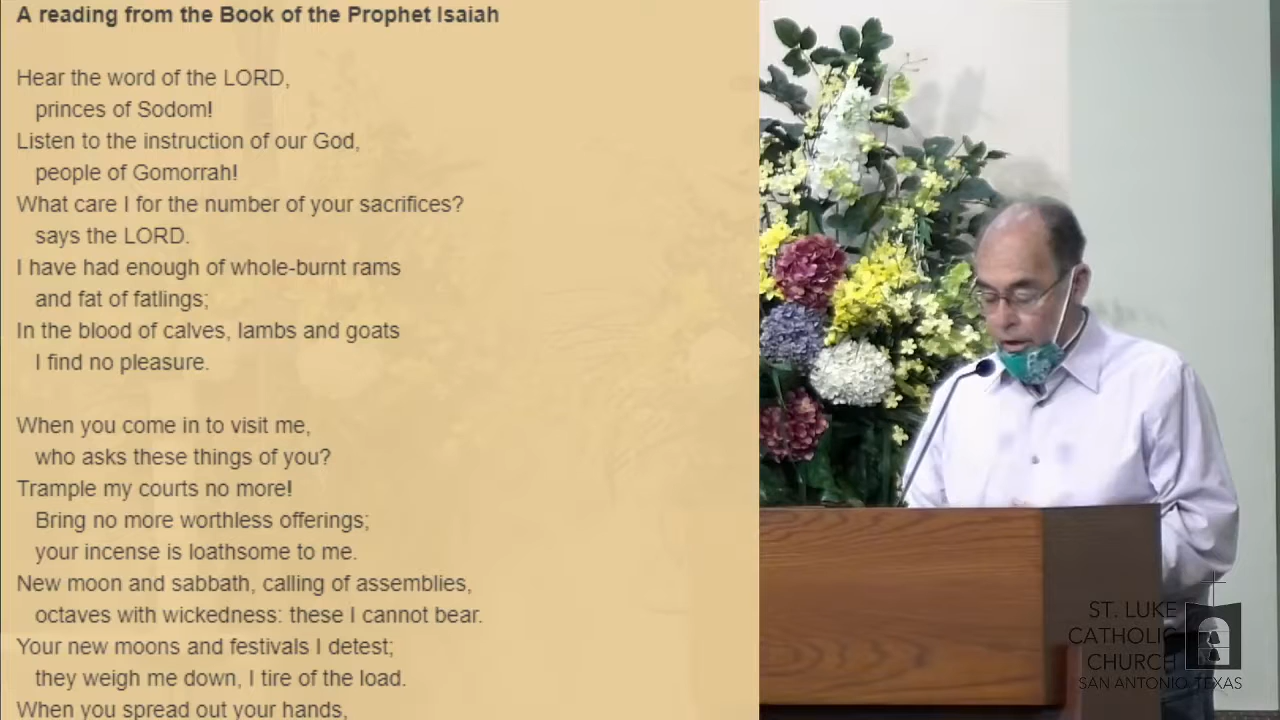 A reading from the Book of the Prophet Isaiah
Hear the word of the LORD,
princes of Sodom!
Listen to the instruction of our God,
people of Gomorrah!
What care I for the number of your sacrifices?
says the LORD.
I have had enough of whole-burnt rams
and fat of fatlings;
In the blood of calves, lambs and goats
I find no pleasure.
When you come in to visit me,
who asks these things of you?
Trample my courts no more!
Bring no more worthless offerings;
your incense is loathsome to me.
New moon and sabbath, calling of assemblies,
octaves with wickedness: these I cannot bear.
Your new moons and festivals I detest;
they weigh me down, I tire of the load.
When you spread out your hands,
ST. LUKE
CATHOLIC
CHURCH
SAN ANTONIO, TEXAS